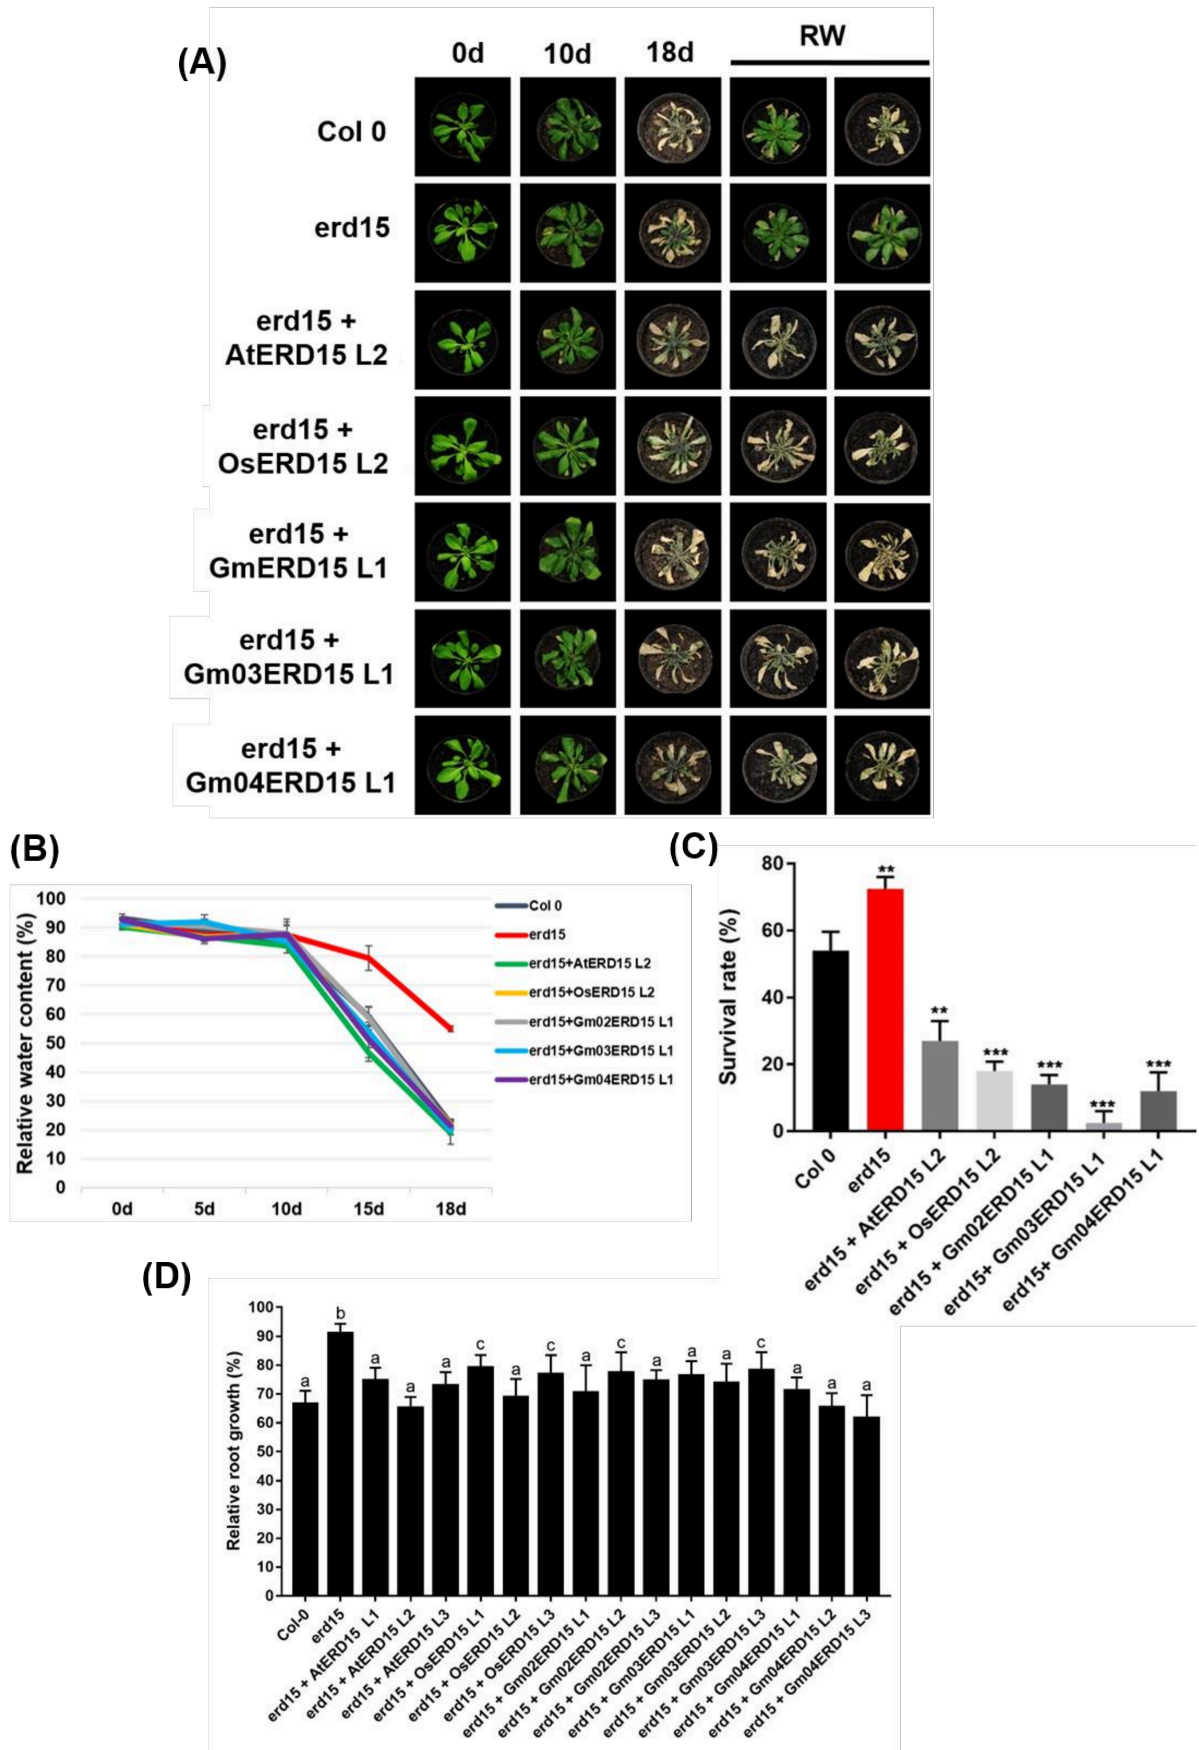 (A)
0d 10d 18d RW
Col 0
erd15
erd15 +
AtERD15 L2
erd15 +
OsERD15 L2
erd15 +
GmERD15 L1
erd15 +
Gm03ERD15 L1
erd15 +
Gm04ERD15 L1
(B)
Relative water content (%)
100
90
80
70
60
50
40
30
20
10
0
0d 5d 10d 15d 18d
Col 0
erd15
erd15+AtERD15 L2
erd15+OsERD15 L2
erd15+Gm02ERD15 L1
erd15+Gm03ERD15 L1
erd15+Gm04ERD15 L1
(C)
Survival rate (%)
80
60
40
20
0
** ** *** *** *** ***
Col 0
erd15
erd15 + AtERD15 L2
erd15 + OsERD15 L2
erd15 + Gm02ERD15 L1
erd15+ Gm03ERD15 L1
erd15+ Gm04ERD15 L1
(D)
Relative root growth (%)
100
90
80
70
60
50
40
30
20
10
0
a b a a a c a c a c a a a c a a a
Col-0
erd15
erd15 + AtERD15 L1
erd15 + AtERD15 L2
erd15 + AtERD15 L3
erd15 + OsERD15 L1
erd15 + OsERD15 L2
erd15 + OsERD15 L3
erd15 + Gm02ERD15 L1
erd15 + Gm02ERD15 L2
erd15 + Gm02ERD15 L3
erd15 + Gm03ERD15 L1
erd15 + Gm03ERD15 L2
erd15 + Gm03ERD15 L3
erd15 + Gm04ERD15 L1
erd15 + Gm04ERD15 L2
erd15 + Gm04ERD15 L3